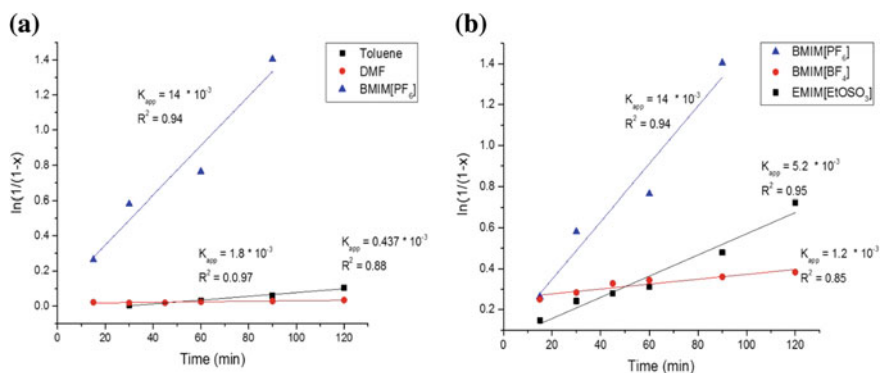 (a)
Toluene
DMF
BMIM[PF6]
1.4
1.2
1.0
0.8
0.6
0.4
0.2
0.0
ln(1/(1-x)
Kapp = 14 * 10-3
R2 = 0.94
Kapp = 1.8 * 10-3
R2 = 0.0.97
Kapp = 0.437 * 10-3
R2 = 0.88
0 20 40 60 80 100 120
Time (min)
(b)
BMIM[PF6]
BMIM[BF4]
EMIM[EtOSO3]
1.4
1.2
1.0
0.8
0.6
0.4
0.2
ln(1/(1-x)
Kapp = 14 * 10-3
R2 = 0.94
Kapp = 5.2 * 10-3
R2 = 0.95
Kapp = 1.2 * 10-3
R2 = 0.85
0 20 40 60 80 100 120
Time (min)